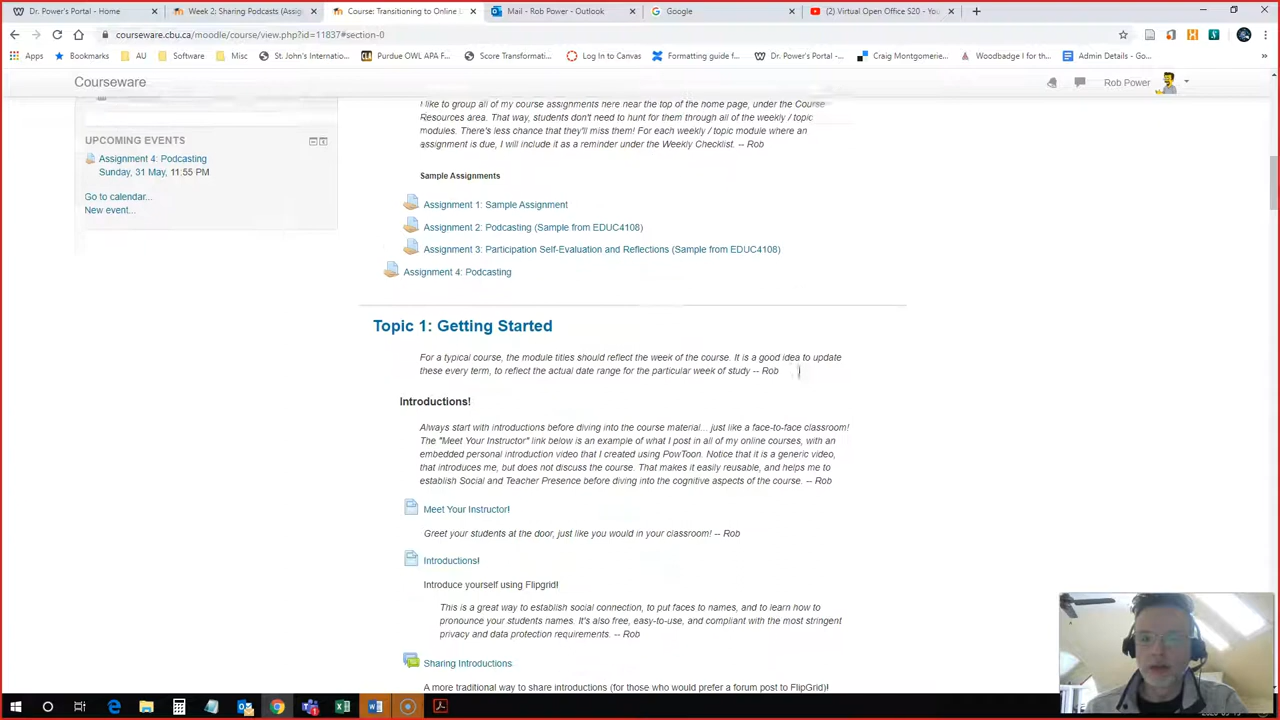 Dr. Power's Portal - Home
Week 2: Sharing Podcasts (Assig
Course: Transitioning to Online L
Mail - Rob Power - Outlook
Google
(2) Virtual Open Office S20 - Yo
courseware.cbu.ca/moodle/course/view.php?id=11837#section-0
Apps
Bookmarks
AU
Software
Misc
St. John's Internatio...
Purdue OWL APA F...
Score Transformati...
Log In to Canvas
Formatting guide f...
Dr. Power's Portal -...
Craig Montgomerie...
Woodbadge I for th...
Admin Details - Go...
Courseware
Rob Power
I like to group all of my course assignments here near the top of the home page, under the Course
Resources area. That way, students don't need to hunt for them through all of the weekly / topic
modules. There's less chance that they'll miss them! For each weekly / topic module where an
assignment is due, I will include it as a reminder under the Weekly Checklist. -- Rob
UPCOMING EVENTS
Assignment 4: Podcasting
Sunday, 31 May, 11:55 PM
Go to calendar...
New event...
Sample Assignments
Assignment 1: Sample Assignment
Assignment 2: Podcasting (Sample from EDUC4108)
Assignment 3: Participation Self-Evaluation and Reflections (Sample from EDUC4108)
Assignment 4: Podcasting
Topic 1: Getting Started
For a typical course, the module titles should reflect the week of the course. It is a good idea to update
these every term, to reflect the actual date range for the particular week of study -- Rob
Introductions!
Always start with introductions before diving into the course material... just like a face-to-face classroom!
The "Meet Your Instructor" link below is an example of what I post in all of my online courses, with an
embedded personal introduction video that I created using PowToon. Notice that it is a generic video,
that introduces me, but does not discuss the course. That makes it easily reusable, and helps me to
establish Social and Teacher Presence before diving into the cognitive aspects of the course. -- Rob
Meet Your Instructor!
Greet your students at the door, just like you would in your classroom! -- Rob
Introductions!
Introduce yourself using Flipgrid!
This is a great way to establish social connection, to put faces to names, and to learn how to
pronounce your students names. It's also free, easy-to-use, and compliant with the most stringent
privacy and data protection requirements. -- Rob
Sharing Introductions
A more traditional way to share introductions (for those who would prefer a forum post to FlipGrid)!